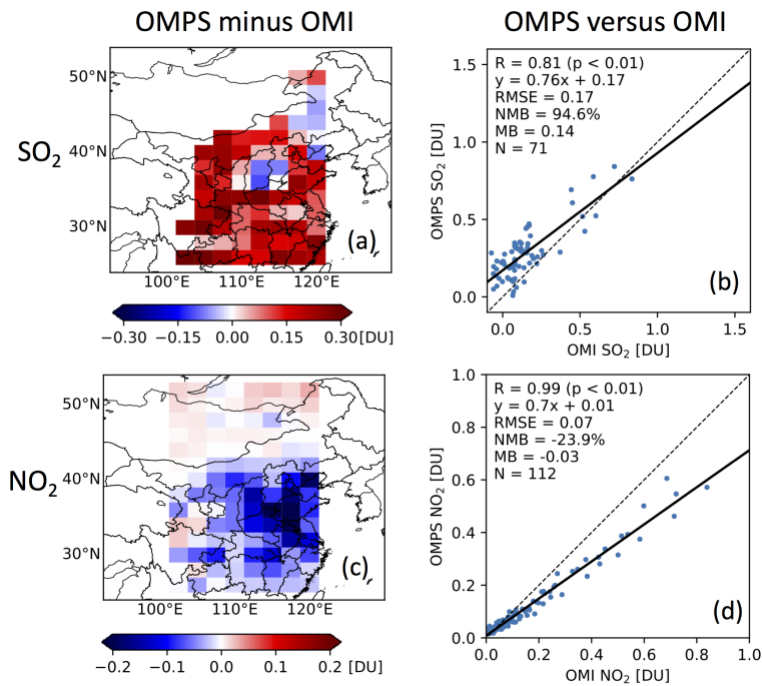 OMPS minus OMI
OMPS versus OMI
SO₂
50°N
40°N
30°N
100°E
110°E
120°E
(a)
−0.30
−0.15
0.00
0.15
0.30
[DU]
R = 0.81 (p < 0.01)
y = 0.76x + 0.17
RMSE = 0.17
NMB = 94.6%
MB = 0.14
N = 71
OMPS SO₂ [DU]
1.5
1.0
0.5
0.0
0.0
0.5
1.0
1.5
OMI SO₂ [DU]
(b)
NO₂
50°N
40°N
30°N
100°E
110°E
120°E
(c)
−0.2
−0.1
0.0
0.1
0.2
[DU]
R = 0.99 (p < 0.01)
y = 0.7x + 0.01
RMSE = 0.07
NMB = -23.9%
MB = -0.03
N = 112
OMPS NO₂ [DU]
1.0
0.8
0.6
0.4
0.2
0.0
0.0
0.2
0.4
0.6
0.8
1.0
OMI NO₂ [DU]
(d)